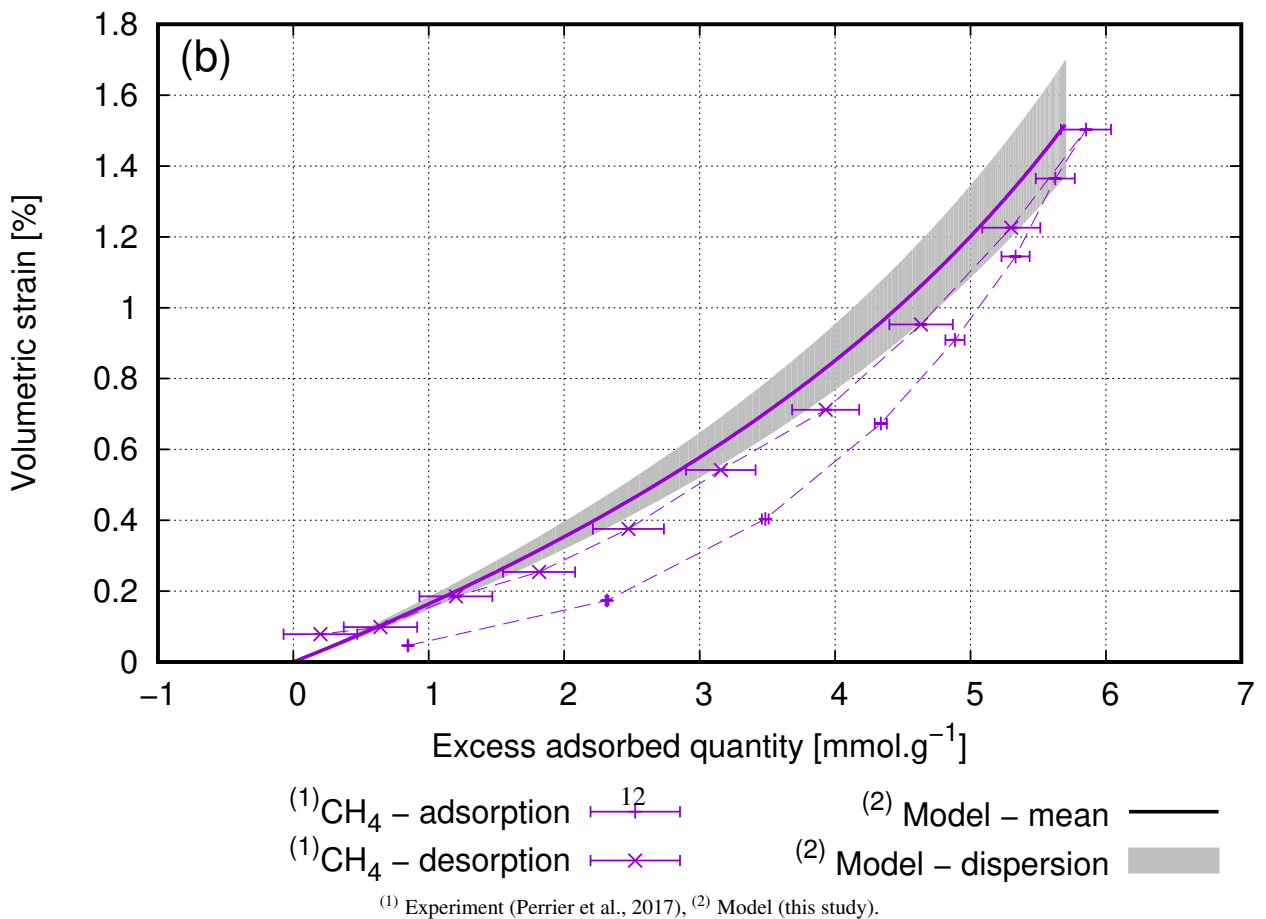 (b)
Volumetric strain [%]
1.8
1.6
1.4
1.2
1
0.8
0.6
0.4
0.2
0
−1 0 1 2 3 4 5 6 7
Excess adsorbed quantity [mmol.g⁻¹]
⁽¹⁾CH₄ − adsorption 12 ⁽²⁾ Model − mean
⁽¹⁾CH₄ − desorption ⁽²⁾ Model − dispersion
⁽¹⁾ Experiment (Perrier et al., 2017), ⁽²⁾ Model (this study).